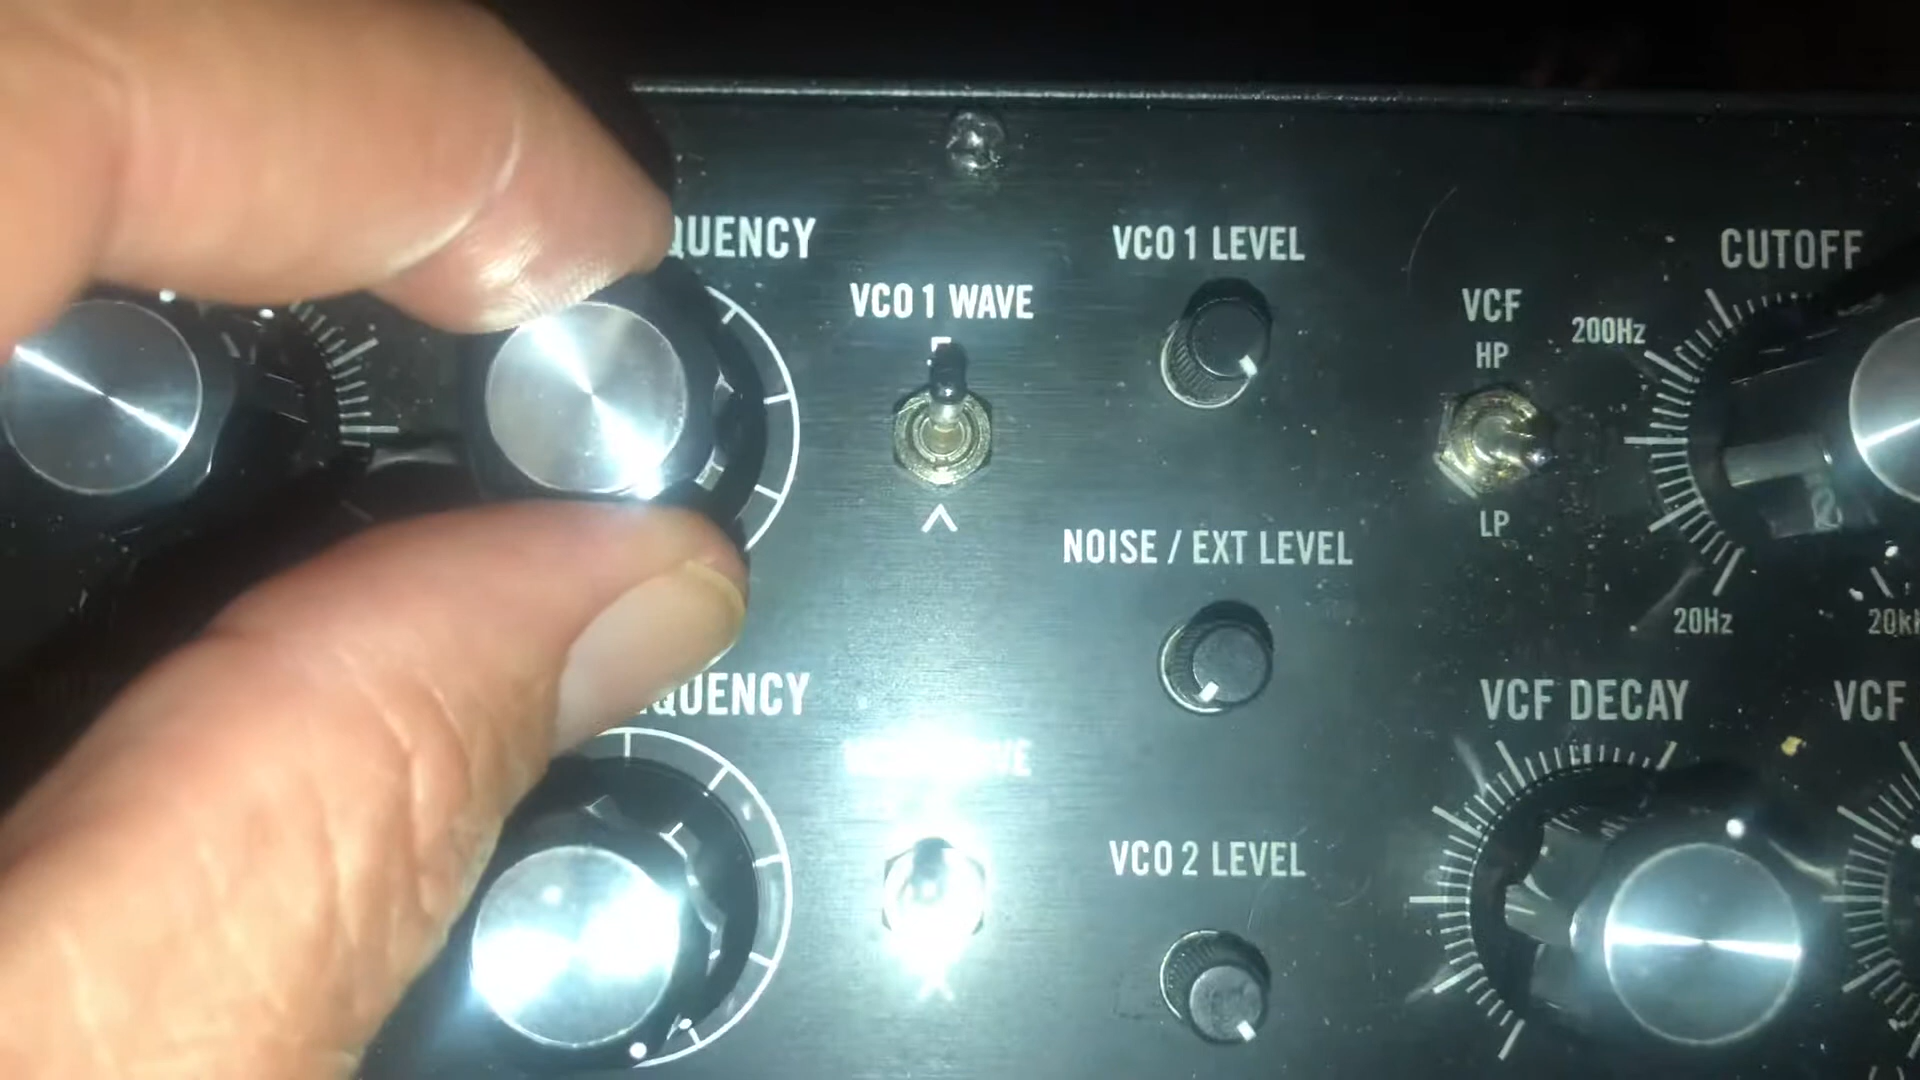 QUENCY
VCO 1 WAVE
VCO 1 LEVEL
VCF
HP
LP
CUTOFF
200Hz
20Hz
NOISE / EXT LEVEL
QUENCY
VCO 2 LEVEL
VCF DECAY
VCF